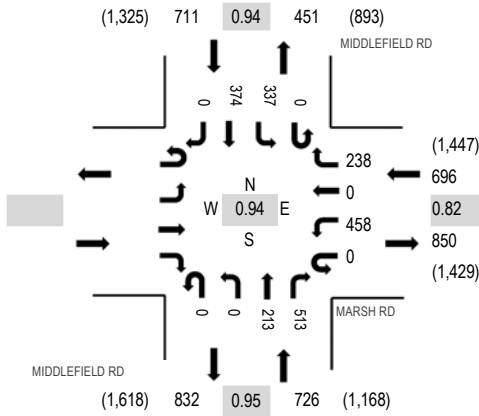 (1,325) 711 0.94 451 (893)
MIDDLEFIELD RD
0 374 337 0
(1,447)
238
696
N
0
W 0.94 E
0.82
458
S
850
0
(1,429)
0 0 213 513
MARSH RD
MIDDLEFIELD RD
(1,618) 832 0.95 726 (1,168)